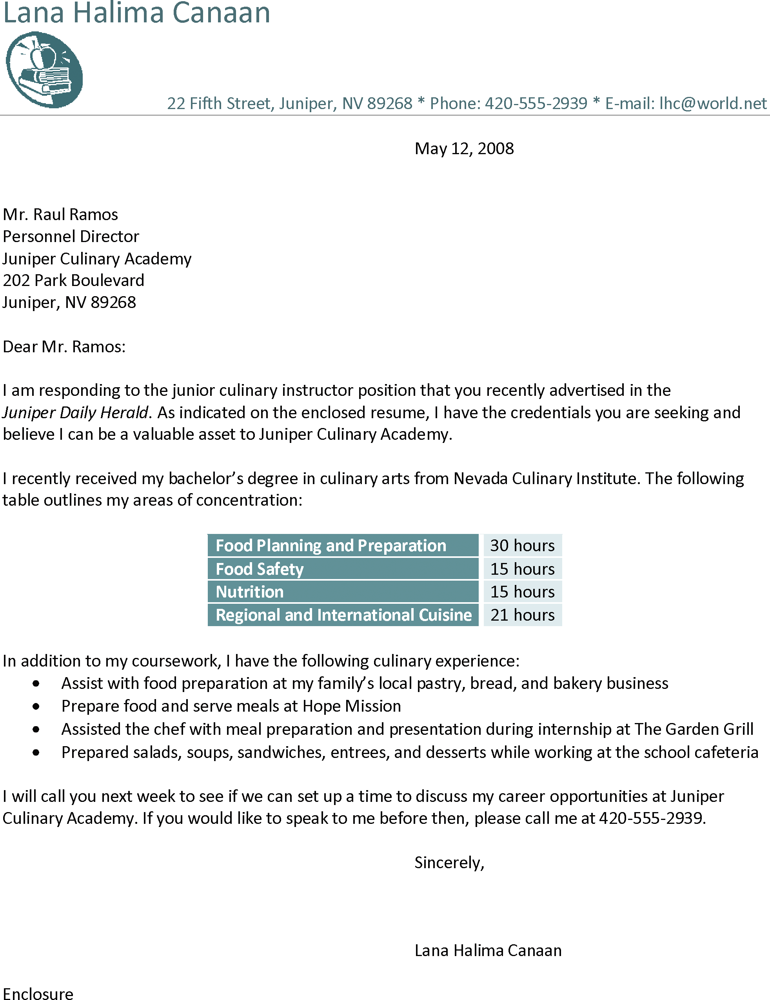 Lana Halima Canaan
22 Fifth Street, Juniper, NV 89268 * Phone: 420-555-2939 * E-mail: lhc@world.net
May 12, 2008
Mr. Raul Ramos
Personnel Director
Juniper Culinary Academy
202 Park Boulevard
Juniper, NV 89268
Dear Mr. Ramos:
I am responding to the junior culinary instructor position that you recently advertised in the
Juniper Daily Herald. As indicated on the enclosed resume, I have the credentials you are seeking and
believe I can be a valuable asset to Juniper Culinary Academy.
I recently received my bachelor’s degree in culinary arts from Nevada Culinary Institute. The following
table outlines my areas of concentration:
Food Planning and Preparation 30 hours
Food Safety 15 hours
Nutrition 15 hours
Regional and International Cuisine 21 hours
In addition to my coursework, I have the following culinary experience:
• Assist with food preparation at my family’s local pastry, bread, and bakery business
• Prepare food and serve meals at Hope Mission
• Assisted the chef with meal preparation and presentation during internship at The Garden Grill
• Prepared salads, soups, sandwiches, entrees, and desserts while working at the school cafeteria
I will call you next week to see if we can set up a time to discuss my career opportunities at Juniper
Culinary Academy. If you would like to speak to me before then, please call me at 420-555-2939.
Sincerely,
Lana Halima Canaan
Enclosure